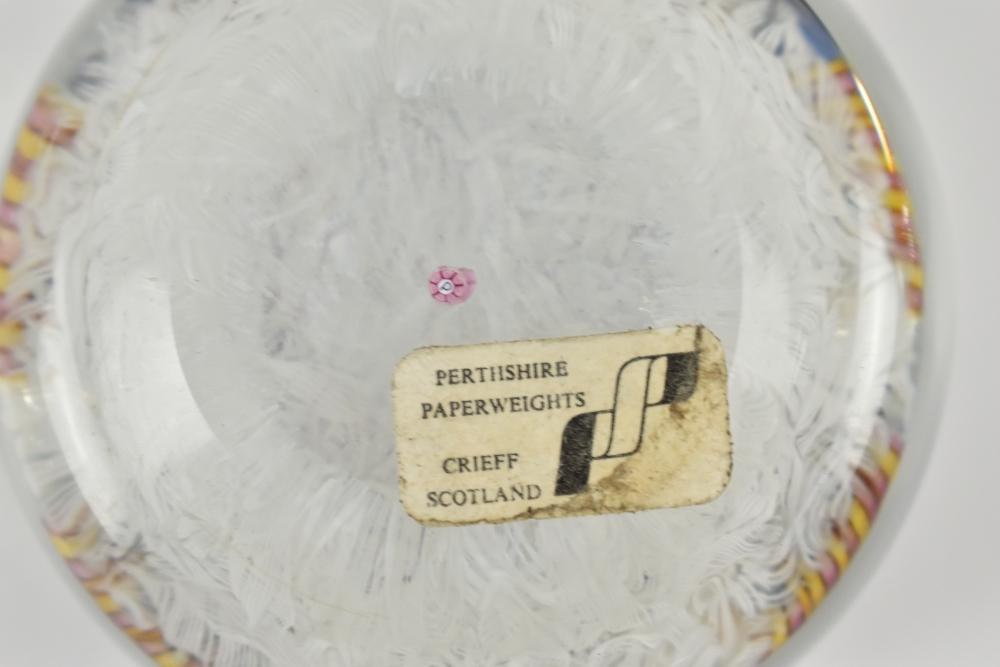 P
PERTHSHIRE
PAPERWEIGHTS
CRIEFF
SCOTLAND